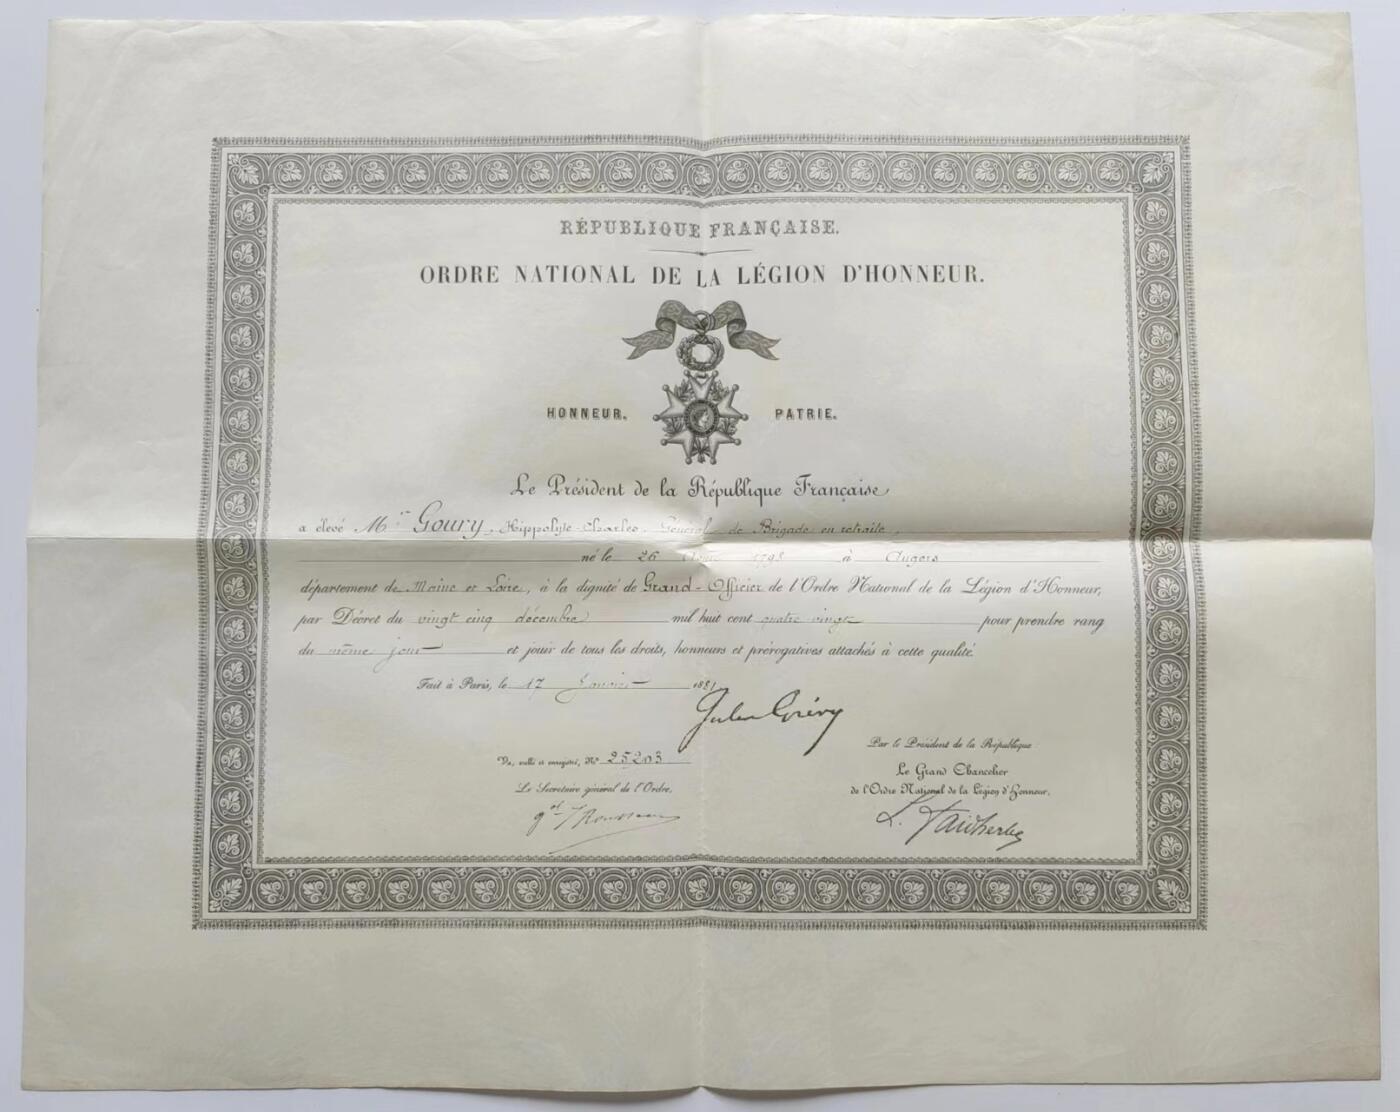 RÉPUBLIQUE FRANÇAISE.
ORDRE NATIONAL DE LA LÉGION D'HONNEUR.
HONNEUR. PATRIE.
Le Président de la République Française
a élevé Mr Goury, Hippolyte-Charles, Général de Brigade en retraite,
né le 26 à Angers
département de Maine et Loire, à la dignité de Grand-Officier de l'Ordre National de la Légion d'Honneur,
par Décret du vingt cinq décembre mil huit cent quatre vingt pour prendre rang
du même jour et jouir de tous les droits, honneurs et prérogatives attachés à cette qualité.
Fait à Paris, le 17 Janvier 1881
Jules Grévy
Vu, vérifié et enregistré, No 25203
Par le Président de la République
Le Grand Chancelier
de l'Ordre National de la Légion d'Honneur,
Le Secrétaire général de l'Ordre,
gal Rousseau
L. Faidherbe